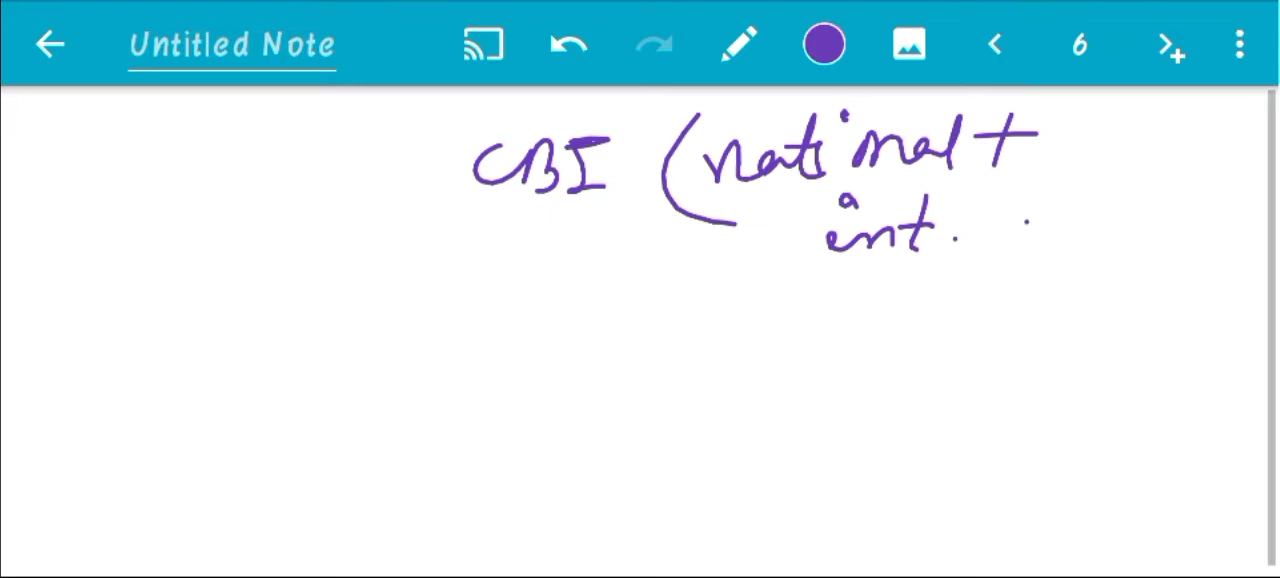 Untitled Note
6
CBI (national +
int.